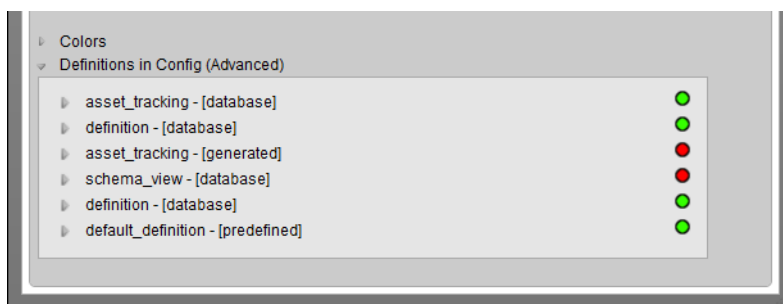 Colors
Definitions in Config (Advanced)
asset_tracking - [database]
definition - [database]
asset_tracking - [generated]
schema_view - [database]
definition - [database]
default_definition - [predefined]